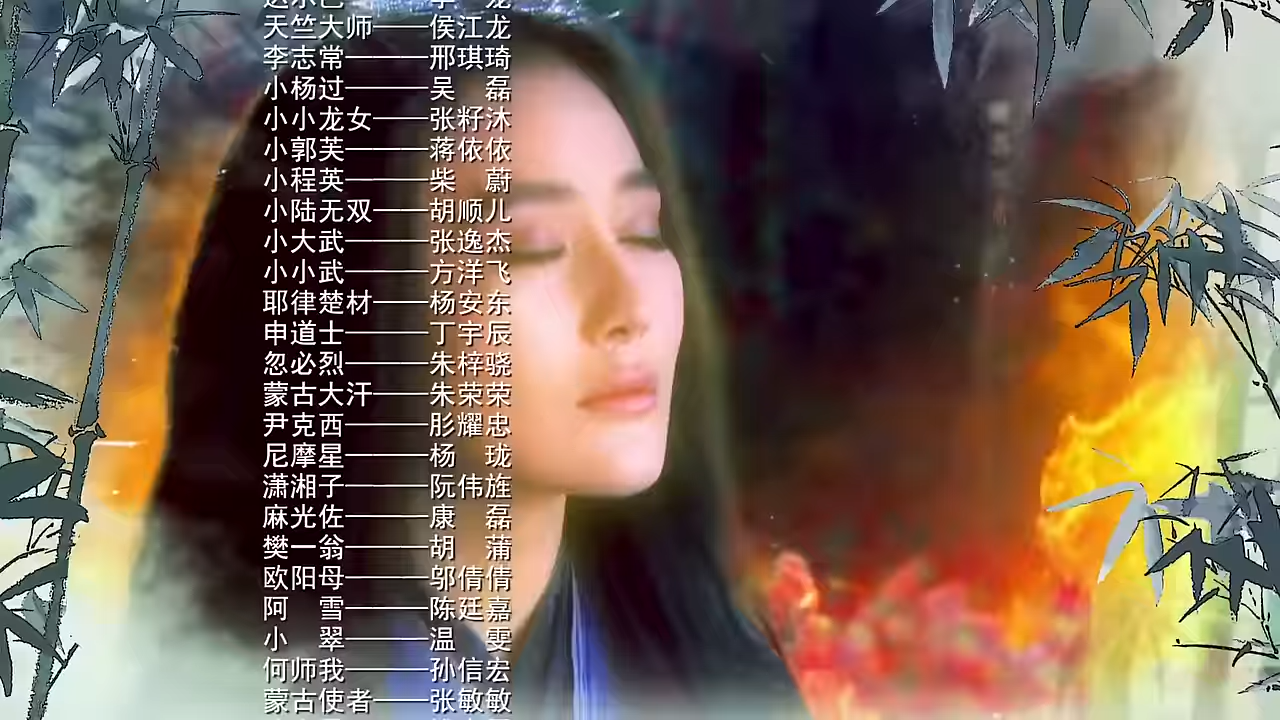 天竺大师——侯江龙
李志常———邢琪琦
小杨过———吴　磊
小小龙女——张籽沐
小郭芙———蒋依依
小程英———柴　蔚
小陆无双——胡顺儿
小大武———张逸杰
小小武———方洋飞
耶律楚材——杨安东
申道士———丁宇辰
忽必烈———朱梓骁
蒙古大汗——朱荣荣
尹克西———肜耀忠
尼摩星———杨　珑
潇湘子———阮伟旌
麻光佐———康　磊
樊一翁———胡　蒲
欧阳母———邬倩倩
阿　雪———陈廷嘉
小　翠———温　雯
何师我———孙信宏
蒙古使者——张敏敏